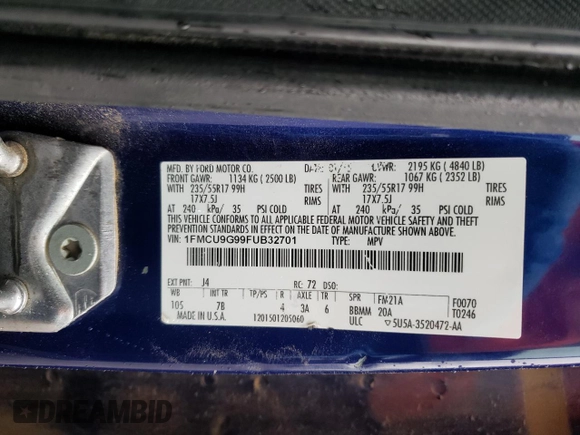 MFD. BY FORD MOTOR CO. DATE: GVWR: 2195 KG ( 4840 LB)
FRONT GAWR: 1134 KG ( 2500 LB) REAR GAWR: 1067 KG ( 2352 LB)
WITH 235/55R17 99H TIRES WITH 235/55R17 99H TIRES
17X7.5J 17X7.5J
AT 240 kPa/ 35 PSI COLD AT 240 kPa/ 35 PSI COLD
THIS VEHICLE CONFORMS TO ALL APPLICABLE FEDERAL MOTOR VEHICLE SAFETY AND THEFT
PREVENTION STANDARDS IN EFFECT ON THE DATE OF MANUFACTURE SHOWN ABOVE.
VIN: 1FMCU9G99FUB32701 TYPE: MPV
EXT PNT: J4 RC: 72 DSO:
WB INT TR TP/PS R AXLE TR SPR FM21A F0070
105 7B 4 3A 6 BBMM 20A T0246
MADE IN U.S.A. 1201501205060 ULC 5U5A-3520472-AA
DREAMBID